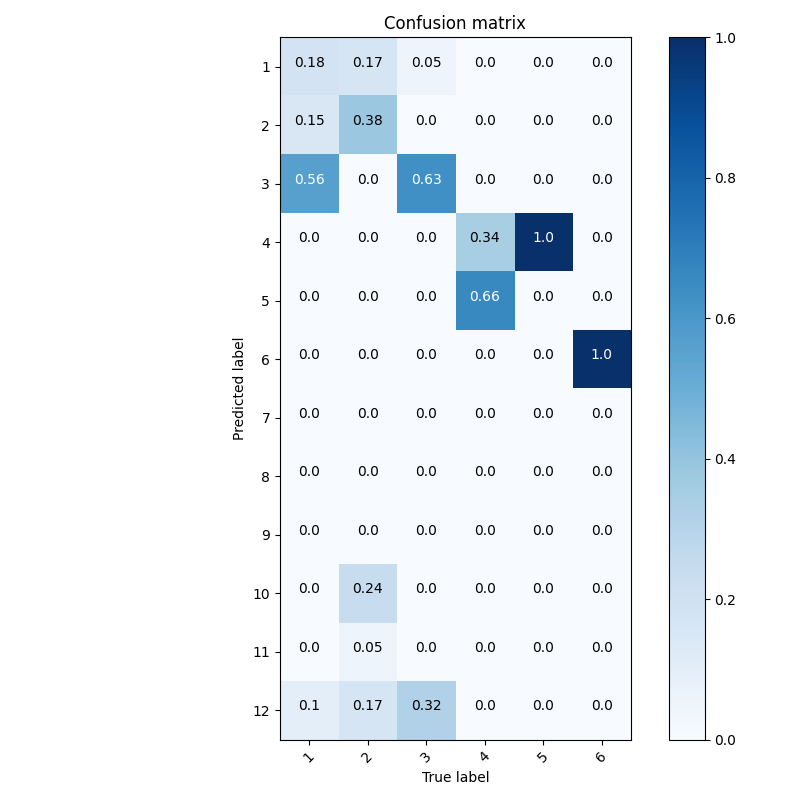 Confusion matrix
1 0.18 0.17 0.05 0.0 0.0 0.0
2 0.15 0.38 0.0 0.0 0.0 0.0
3 0.56 0.0 0.63 0.0 0.0 0.0
4 0.0 0.0 0.0 0.34 1.0 0.0
5 0.0 0.0 0.0 0.66 0.0 0.0
6 0.0 0.0 0.0 0.0 0.0 1.0
7 0.0 0.0 0.0 0.0 0.0 0.0
8 0.0 0.0 0.0 0.0 0.0 0.0
9 0.0 0.0 0.0 0.0 0.0 0.0
10 0.0 0.24 0.0 0.0 0.0 0.0
11 0.0 0.05 0.0 0.0 0.0 0.0
12 0.1 0.17 0.32 0.0 0.0 0.0
1 2 3 4 5 6
True label
Predicted label
1.0
0.8
0.6
0.4
0.2
0.0